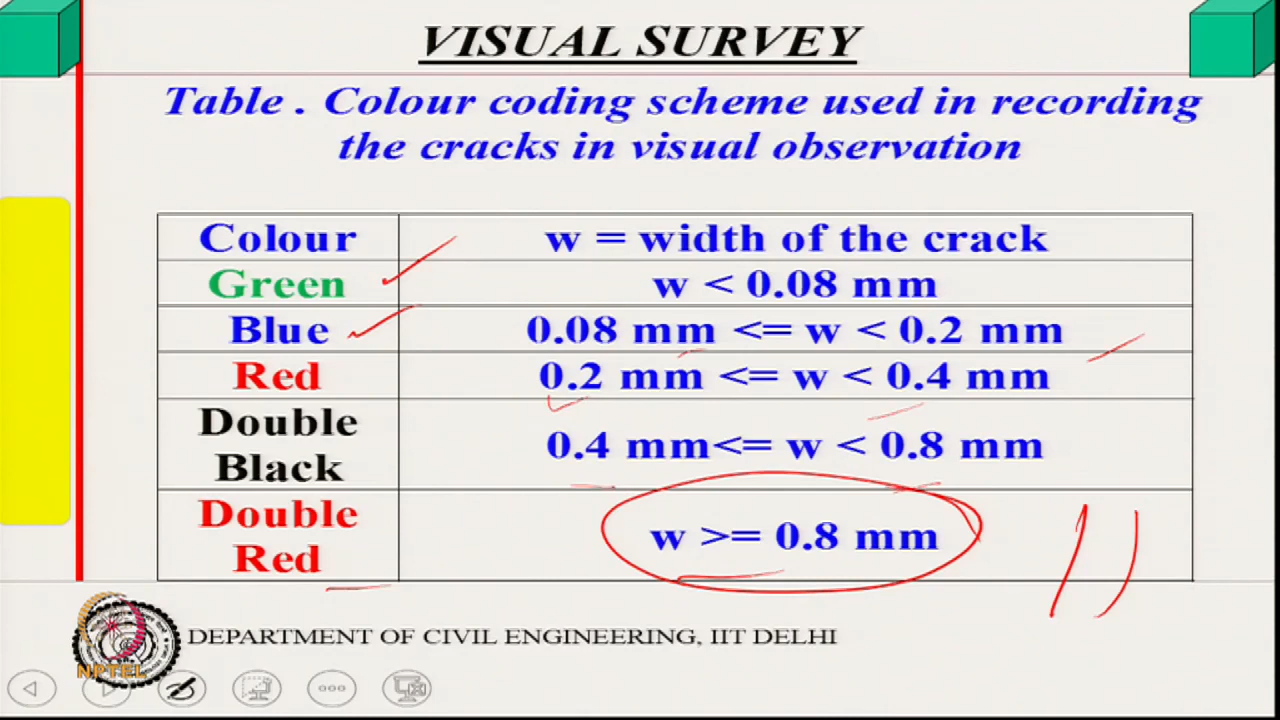 VISUAL SURVEY
Table . Colour coding scheme used in recording
the cracks in visual observation
Colour w = width of the crack
Green w < 0.08 mm
Blue 0.08 mm <= w < 0.2 mm
Red 0.2 mm <= w < 0.4 mm
Double
Black 0.4 mm<= w < 0.8 mm
Double
Red w >= 0.8 mm
DEPARTMENT OF CIVIL ENGINEERING, IIT DELHI
NPTEL